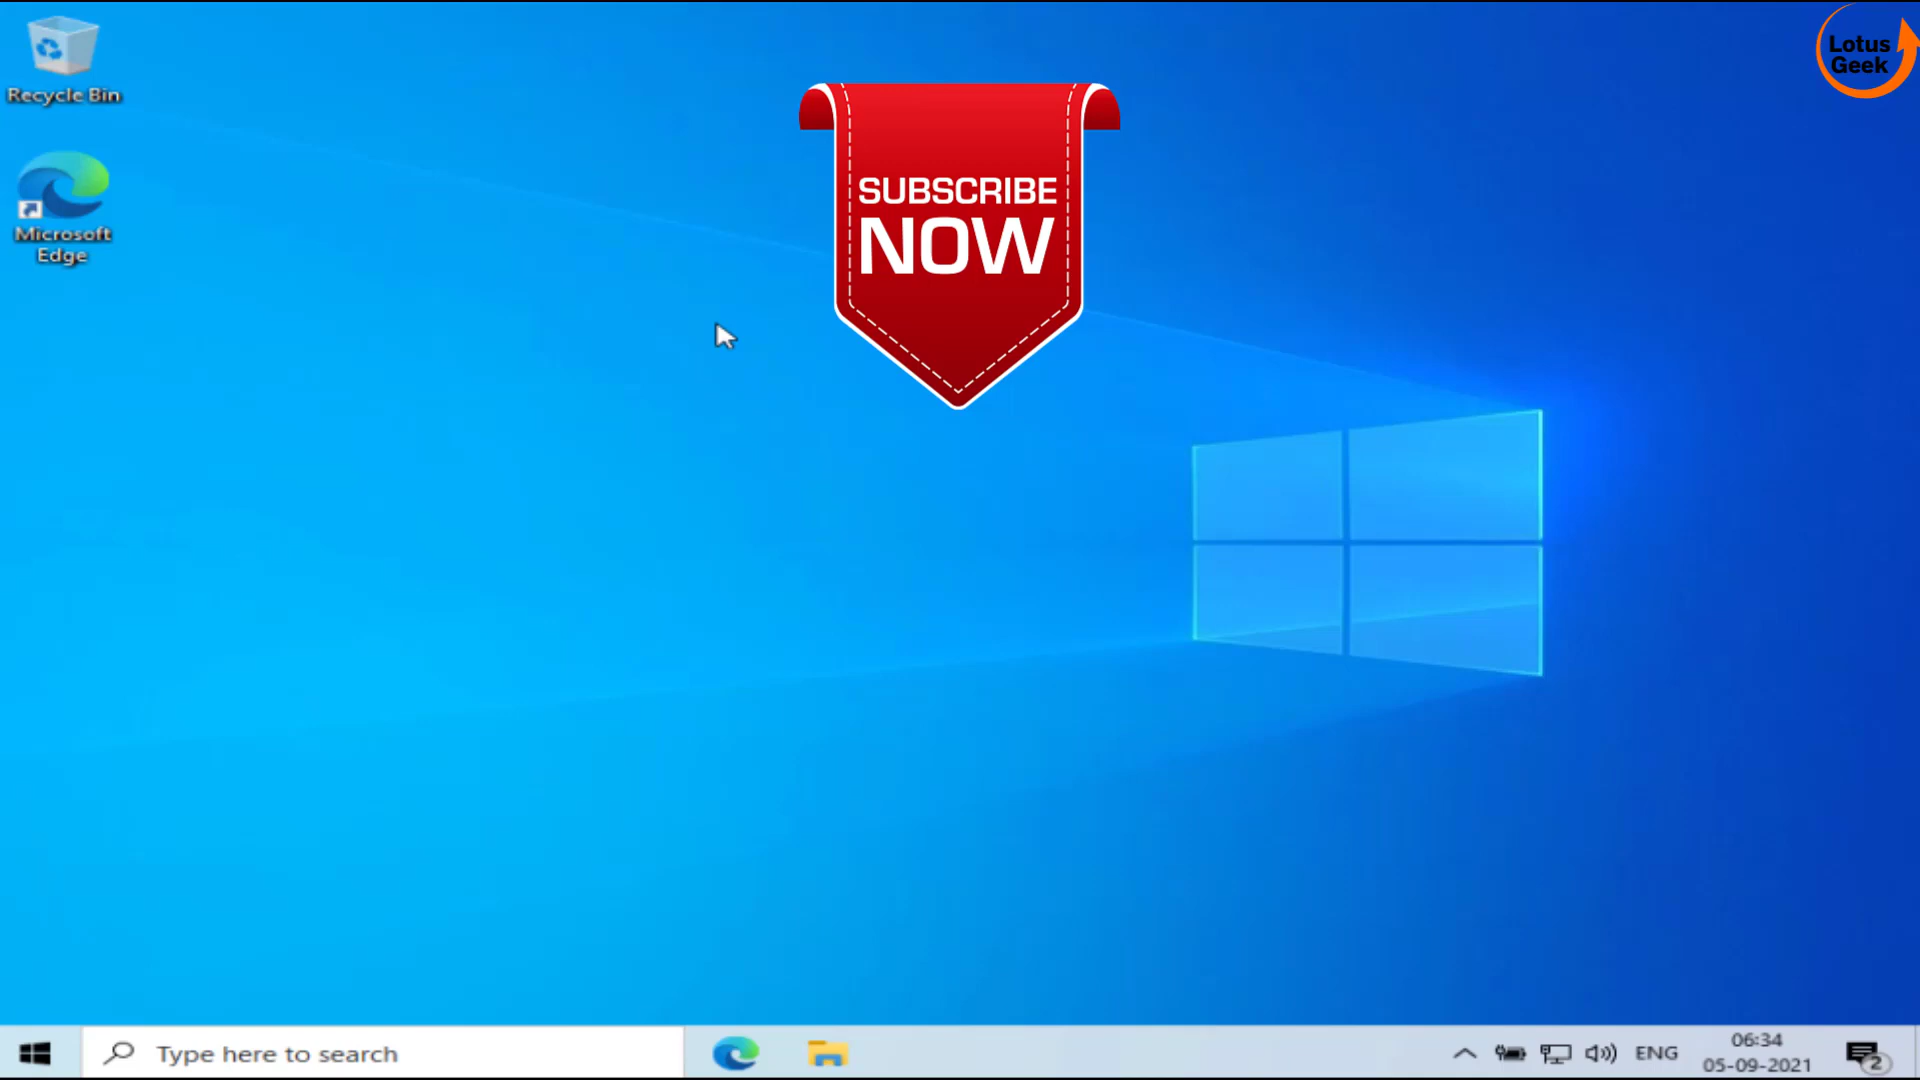 Recycle Bin
Microsoft
Edge
SUBSCRIBE
NOW
Lotus
Geek
Type here to search
ENG
06:34
05-09-2021
2